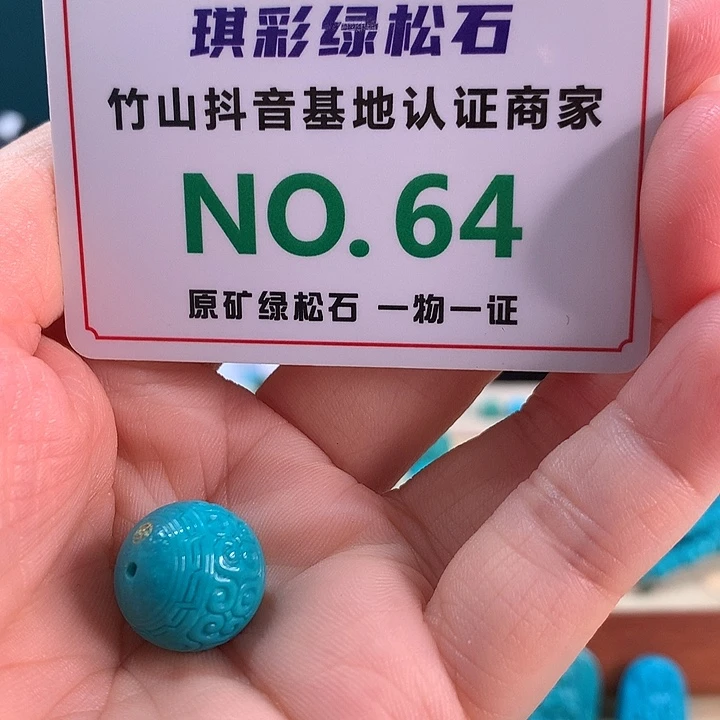 琪彩绿松石
竹山抖音基地认证商家
NO.64
原矿绿松石 一物一证